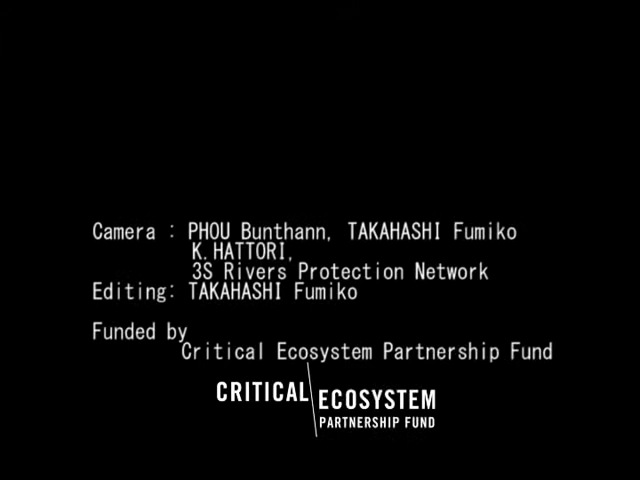 Camera : PHOU Bunthann, TAKAHASHI Fumiko
K.HATTORI,
3S Rivers Protection Network
Editing: TAKAHASHI Fumiko
Funded by
Critical Ecosystem Partnership Fund
CRITICAL ECOSYSTEM
PARTNERSHIP FUND